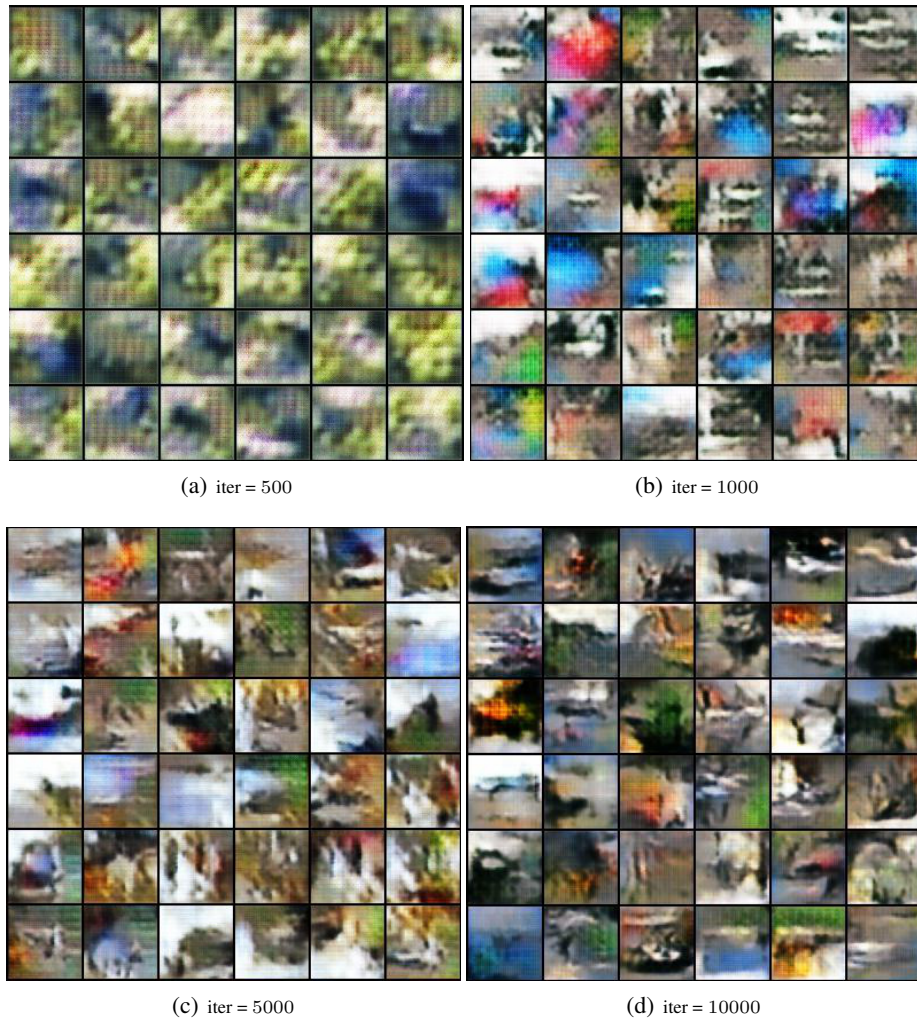 (a) iter = 500
(b) iter = 1000
(c) iter = 5000
(d) iter = 10000